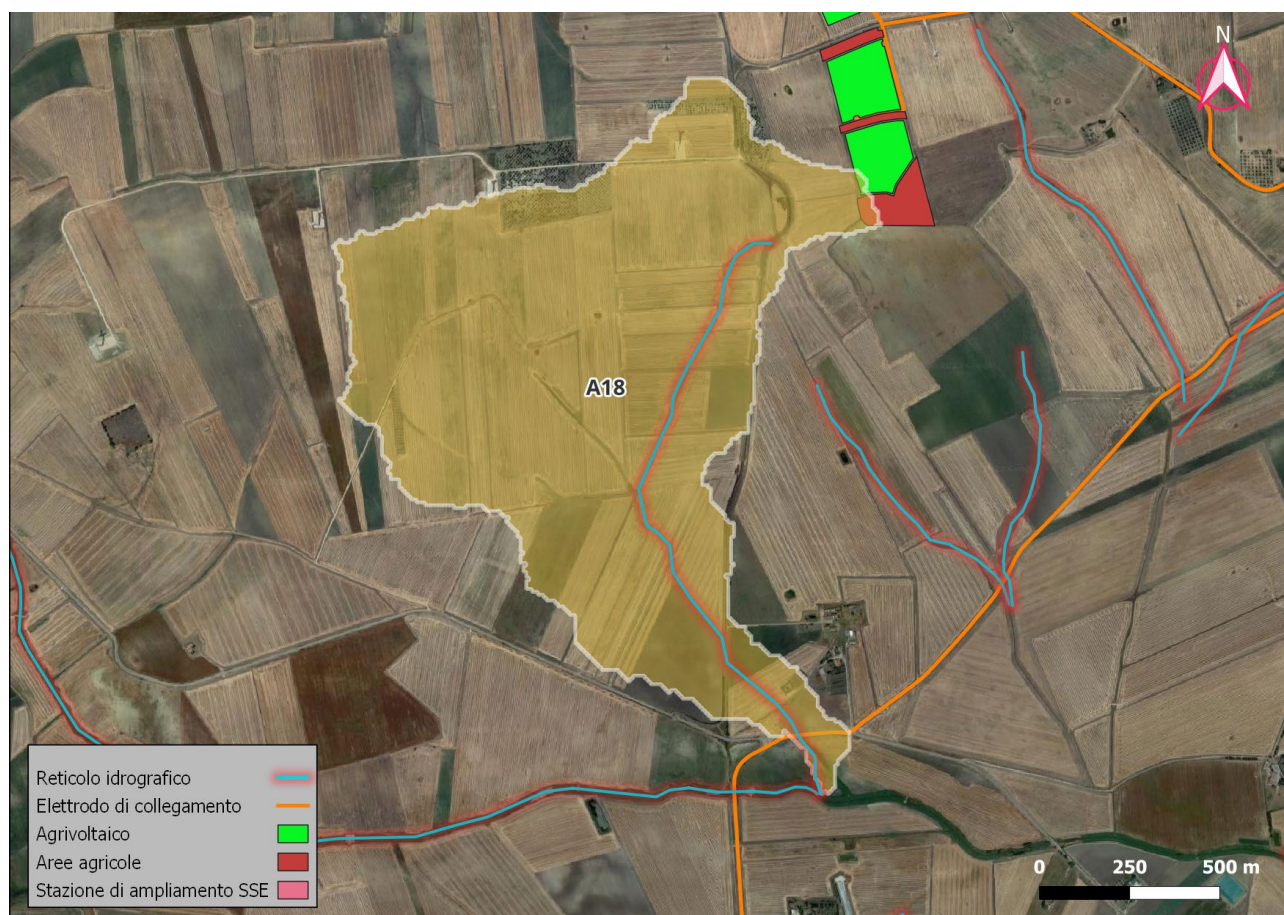 N
A18
Reticolo idrografico
Elettrodo di collegamento
Agrivoltaico
Aree agricole
Stazione di ampliamento SSE
0 250 500 m